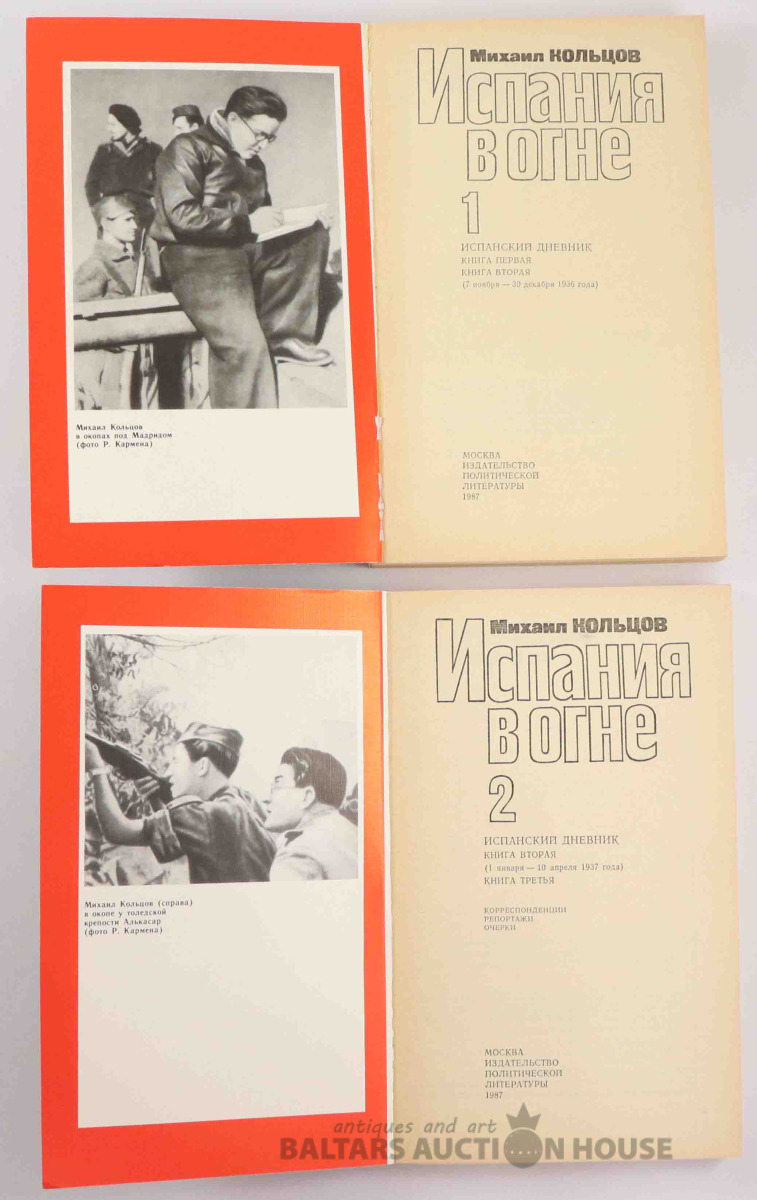 Михаил КОЛЬЦОВ
Испания
в огне
1
ИСПАНСКИЙ ДНЕВНИК
КНИГА ПЕРВАЯ
КНИГА ВТОРАЯ
(7 ноября — 30 декабря 1936 года)
МОСКВА
ИЗДАТЕЛЬСТВО
ПОЛИТИЧЕСКОЙ
ЛИТЕРАТУРЫ
1987
Михаил Кольцов
в окопах под Мадридом
(фото Р. Кармена)
Михаил КОЛЬЦОВ
Испания
в огне
2
ИСПАНСКИЙ ДНЕВНИК
КНИГА ВТОРАЯ
(1 января — 10 апреля 1937 года)
КНИГА ТРЕТЬЯ
КОРРЕСПОНДЕНЦИИ
РЕПОРТАЖИ
ОЧЕРКИ
МОСКВА
ИЗДАТЕЛЬСТВО
ПОЛИТИЧЕСКОЙ
ЛИТЕРАТУРЫ
1987
Михаил Кольцов (справа)
в окопе у толедской
крепости Алькасар
(фото Р. Кармена)
antiques and art
BALTARS AUCTION HOUSE